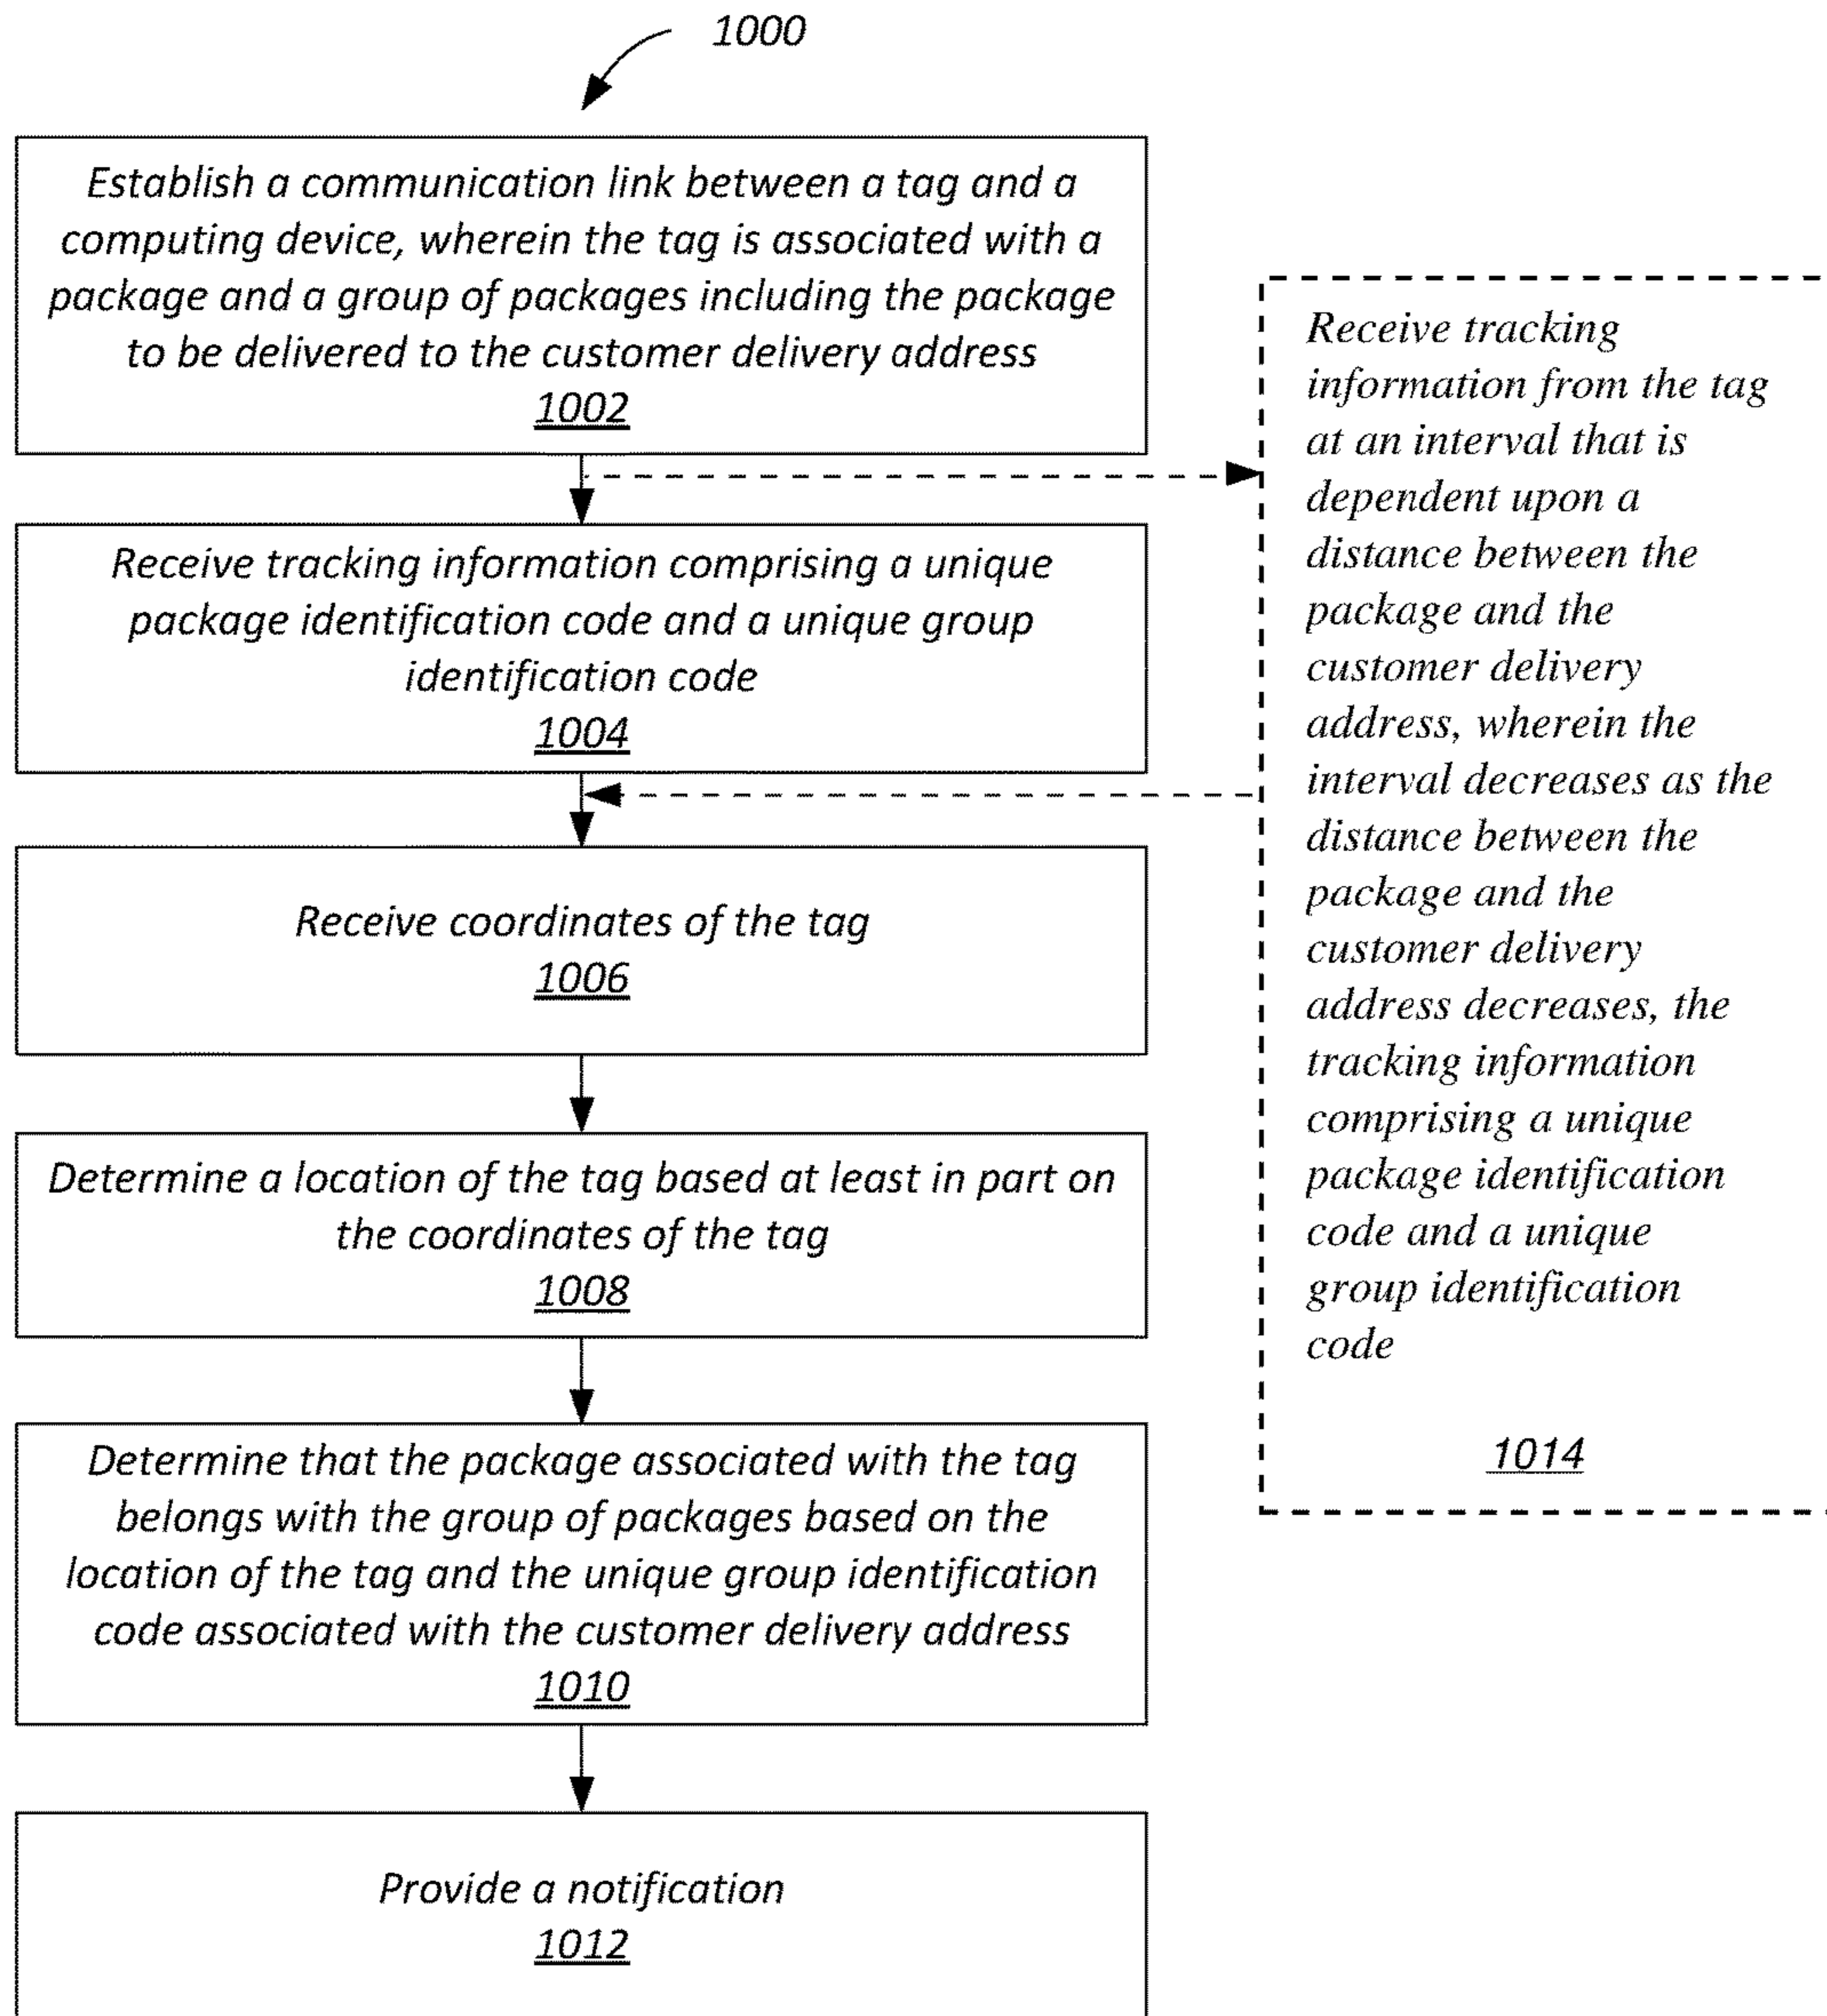 1000
Establish a communication link between a tag and a
computing device, wherein the tag is associated with a
package and a group of packages including the package
to be delivered to the customer delivery address
1002
Receive tracking information comprising a unique
package identification code and a unique group
identification code
1004
Receive coordinates of the tag
1006
Determine a location of the tag based at least in part on
the coordinates of the tag
1008
Determine that the package associated with the tag
belongs with the group of packages based on the
location of the tag and the unique group identification
code associated with the customer delivery address
1010
Provide a notification
1012
Receive tracking
information from the tag
at an interval that is
dependent upon a
distance between the
package and the
customer delivery
address, wherein the
interval decreases as the
distance between the
package and the
customer delivery
address decreases, the
tracking information
comprising a unique
package identification
code and a unique
group identification
code
1014